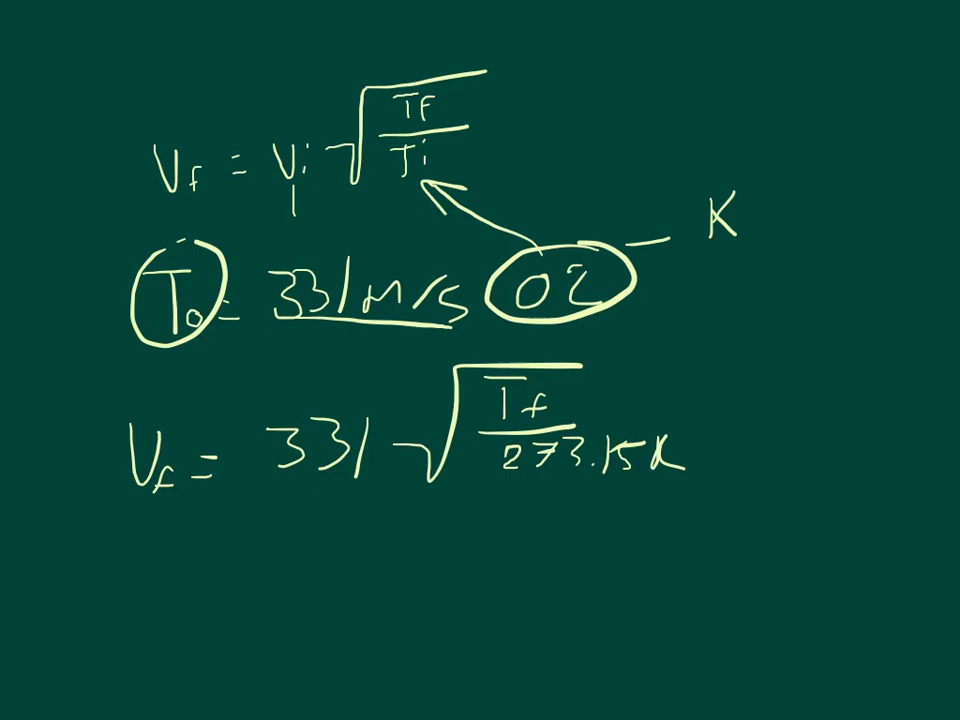 Vf = Vi √(Tf/Ti)
K
T0 = 331 m/s 0°C
Vf = 331 √(Tf/273.15K)